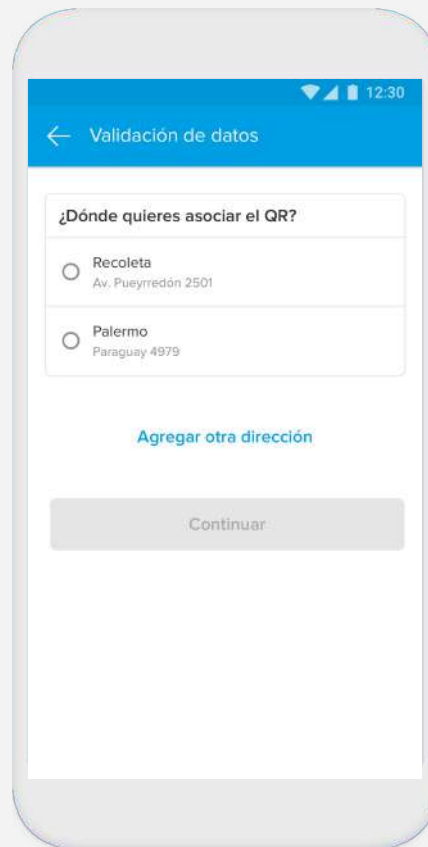 12:30
Validación de datos
¿Dónde quieres asociar el QR?
Recoleta
Av. Pueyrredón 2501
Palermo
Paraguay 4979
Agregar otra dirección
Continuar